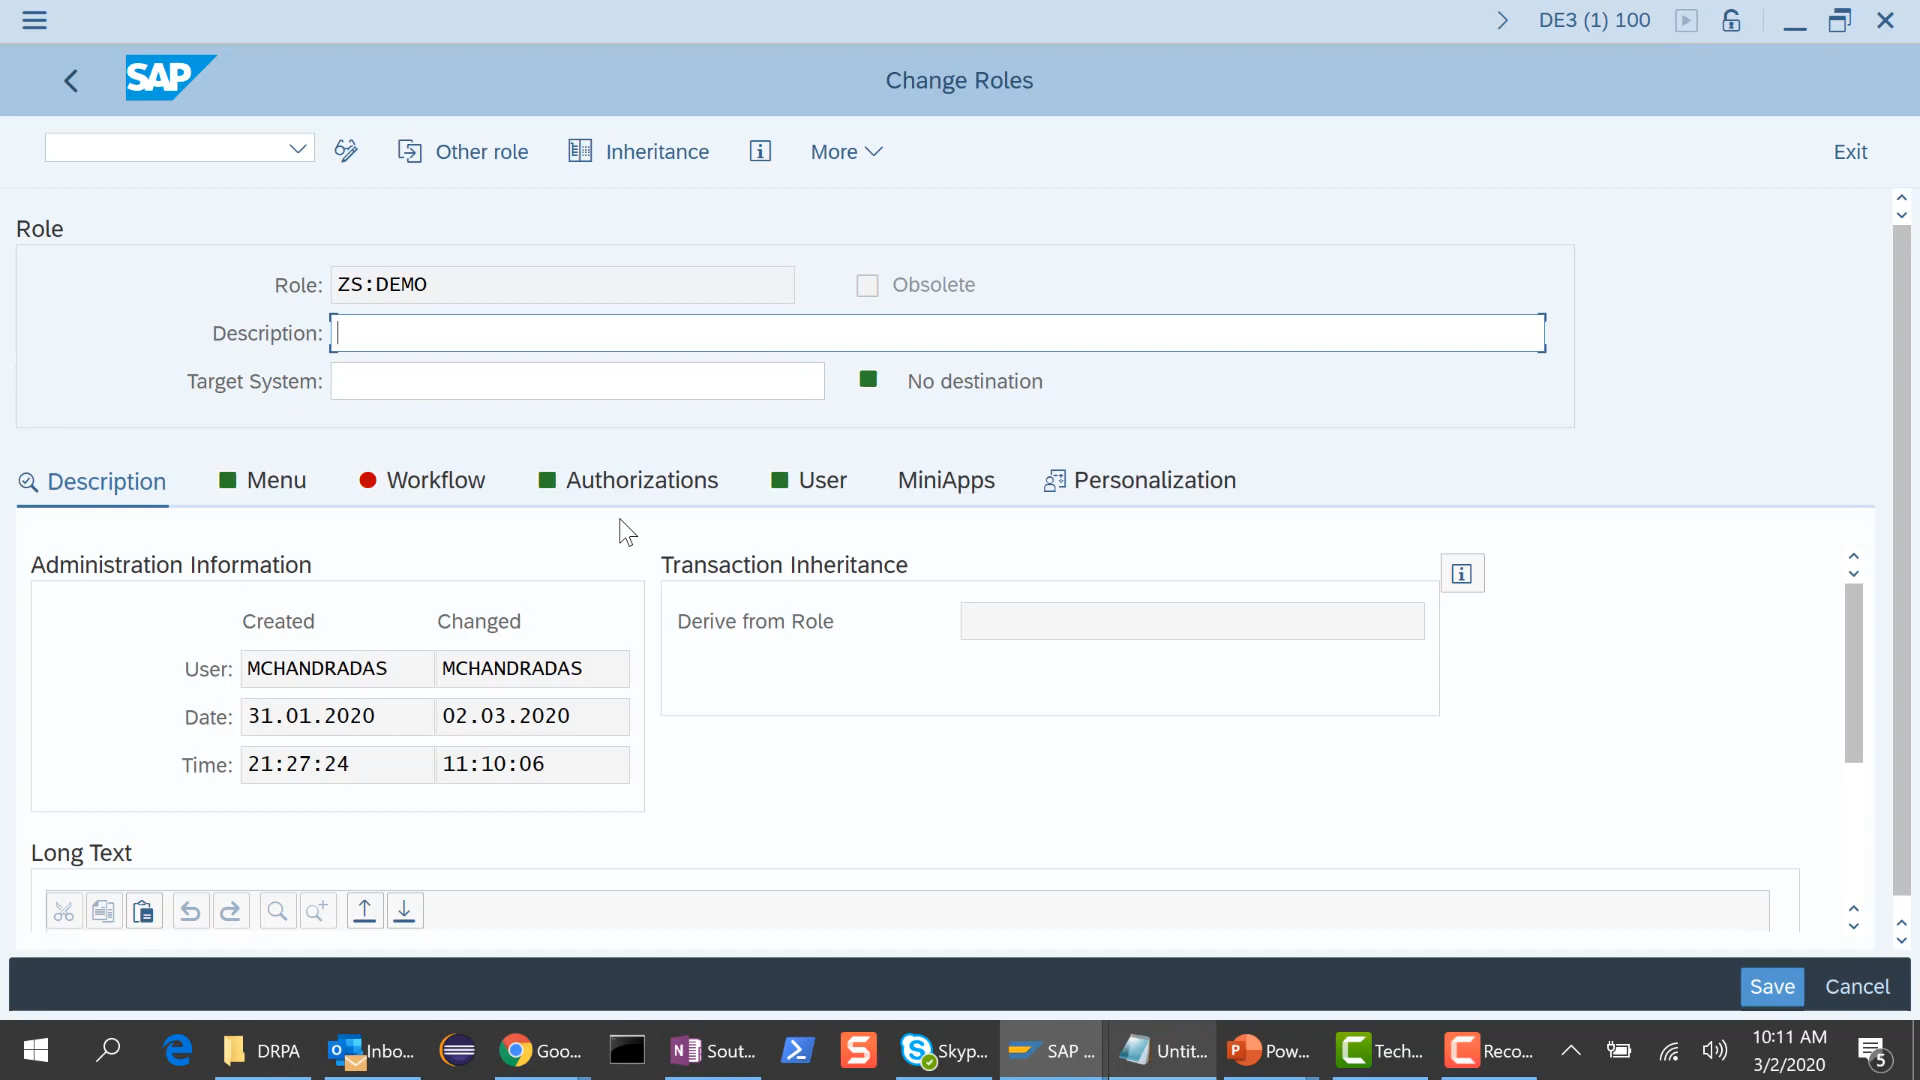 DE3 (1) 100
SAP
Change Roles
Other role
Inheritance
More
Exit
Role
Role: ZS:DEMO
Obsolete
Description:
Target System:
No destination
Description
Menu
Workflow
Authorizations
User
MiniApps
Personalization
Administration Information
Transaction Inheritance
Created
Changed
Derive from Role
User: MCHANDRADAS MCHANDRADAS
Date: 31.01.2020 02.03.2020
Time: 21:27:24 11:10:06
Long Text
Save
Cancel
DRPA
Inbo...
Goo...
Sout...
Skyp...
SAP ...
Untit...
Pow...
Tech...
Reco...
10:11 AM
3/2/2020
5